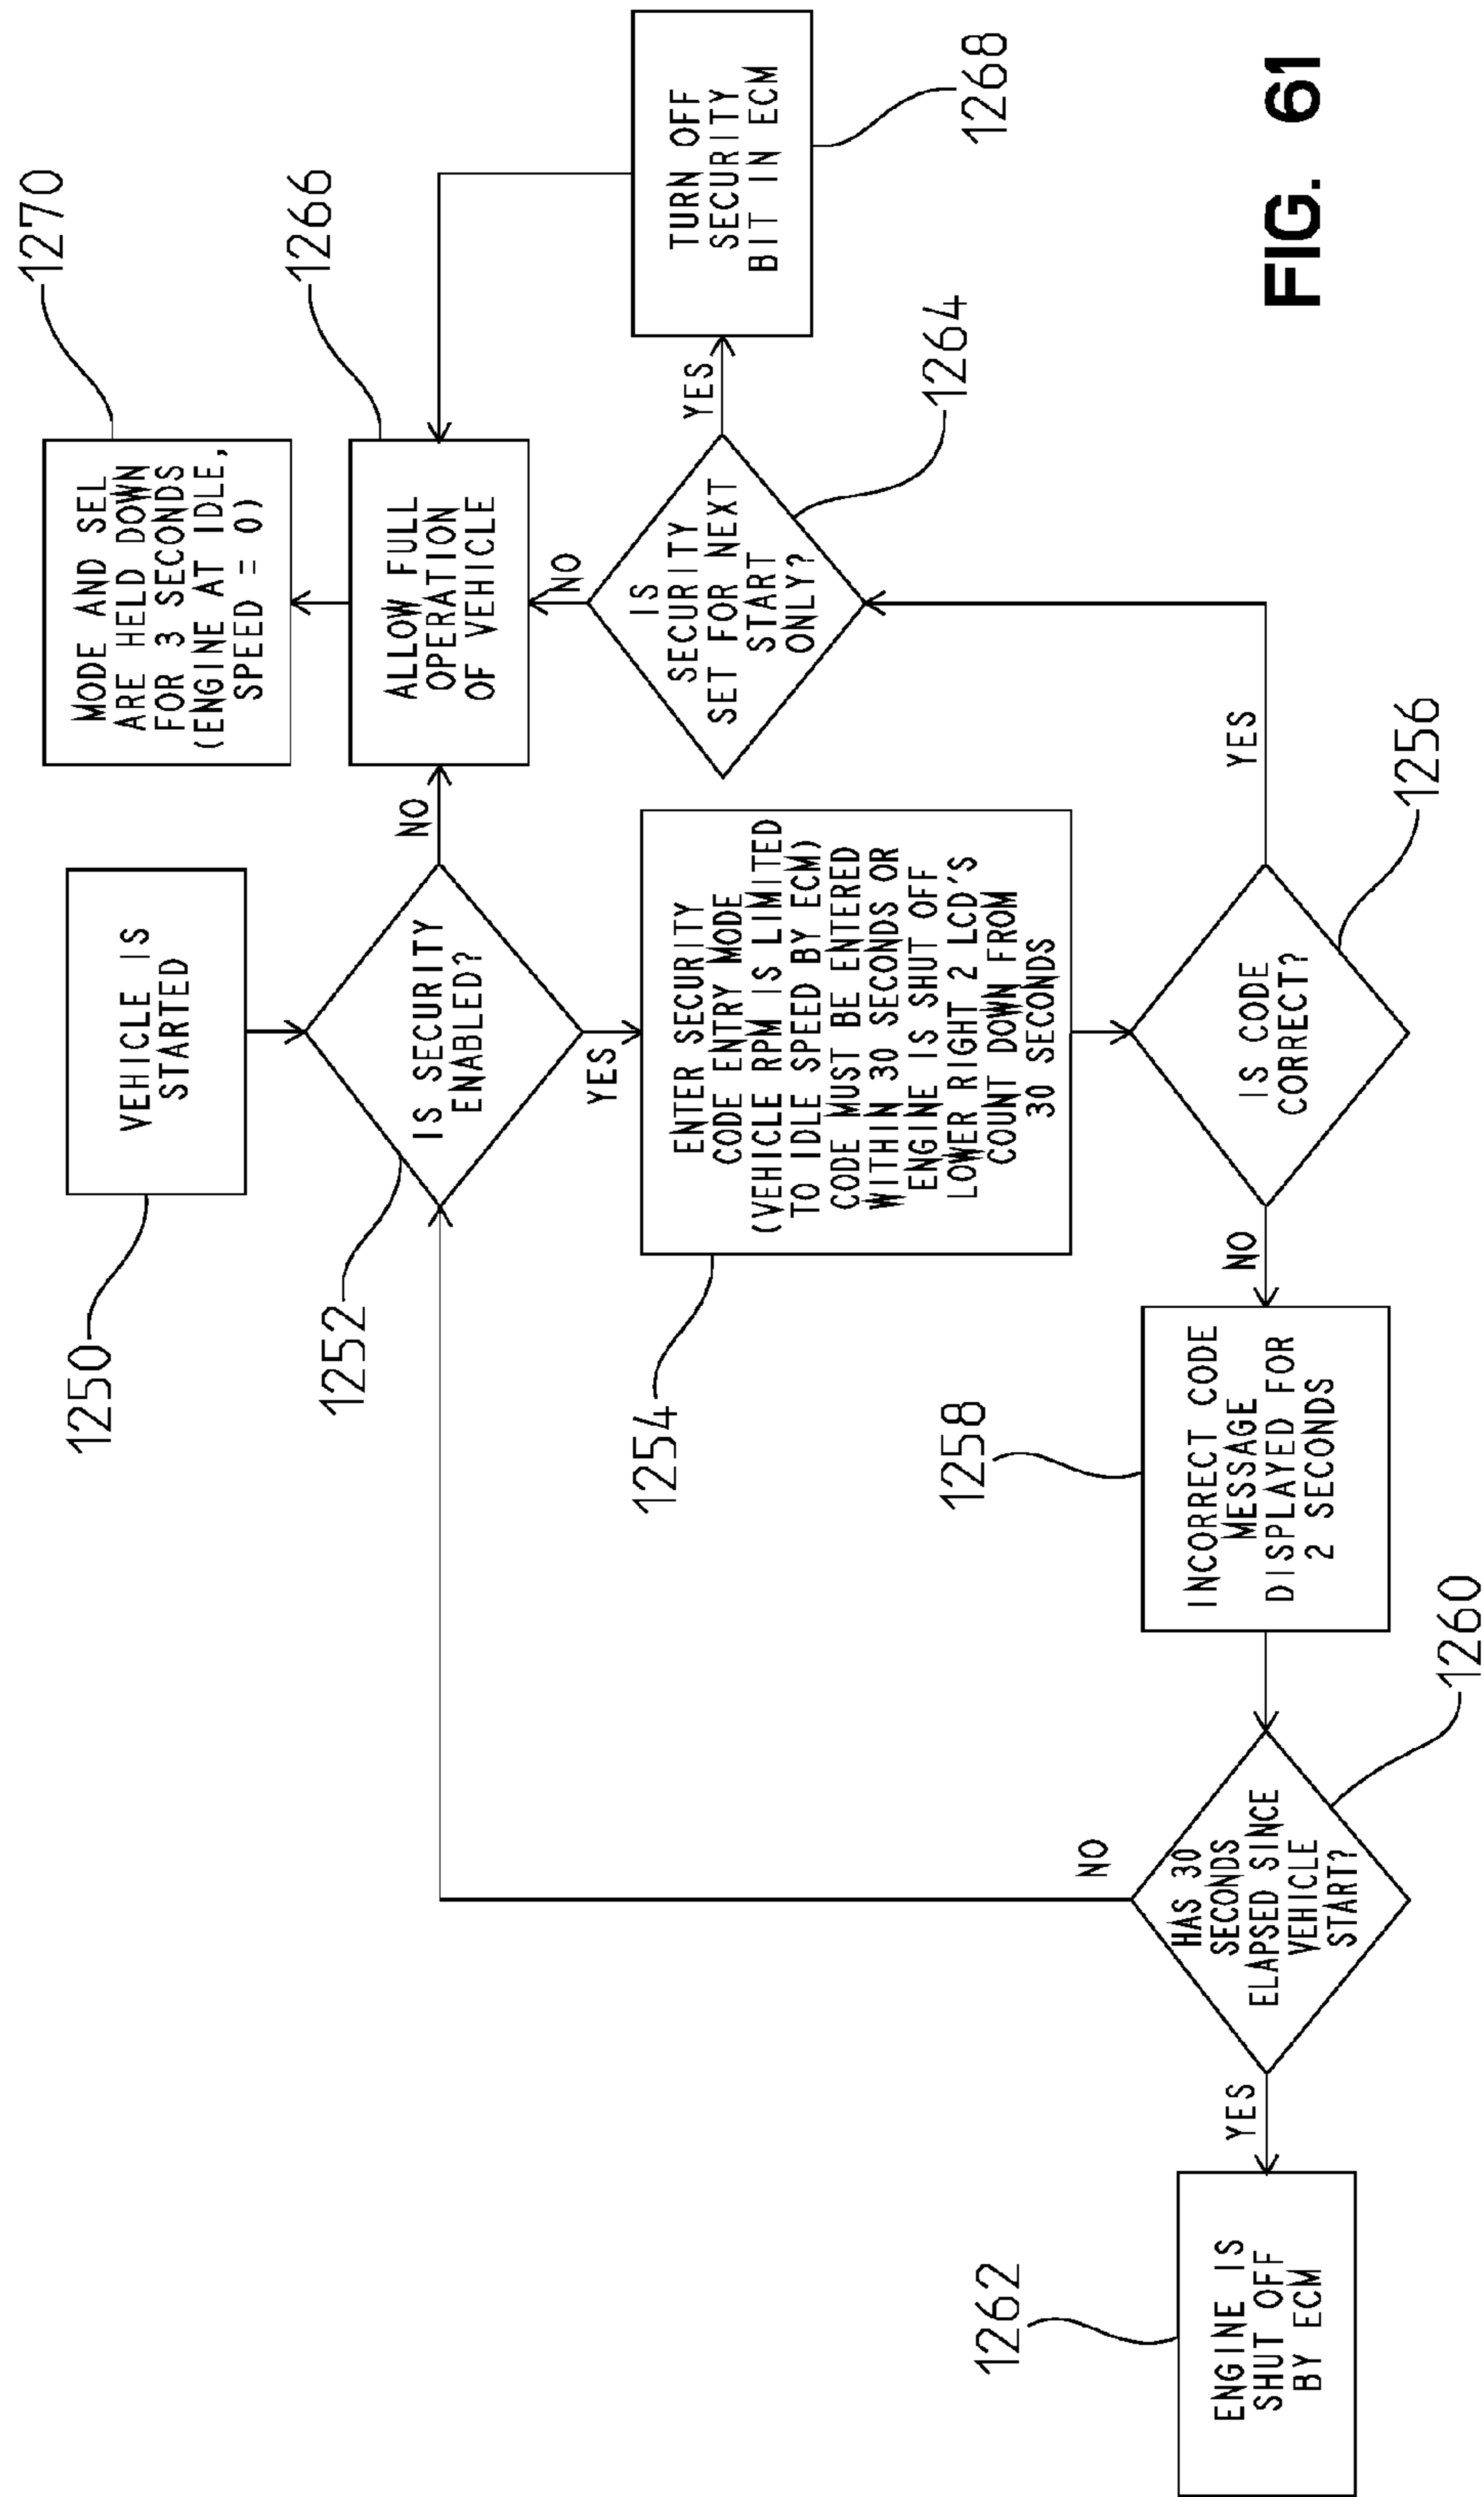 1250
VEHICLE IS
STARTED
1252
IS SECURITY
ENABLED?
NO
YES
1270
MODE AND SEL
ARE HELD DOWN
FOR 3 SECONDS
(ENGINE AT IDLE,
SPEED = 0)
1266
ALLOW FULL
OPERATION
OF VEHICLE
1254
ENTER SECURITY
CODE ENTRY MODE
(VEHICLE RPM IS LIMITED
TO IDLE SPEED BY ECM)
CODE MUST BE ENTERED
WITHIN 30 SECONDS OR
ENGINE IS SHUT OFF,
LOWER RIGHT 2 LCD'S
COUNT DOWN FROM
30 SECONDS
NO
IS
SECURITY
SET FOR NEXT
START
ONLY?
YES
1264
TURN OFF
SECURITY
BIT IN ECM
1268
1262
ENGINE IS
SHUT OFF
BY ECM
YES
HAS 30
SECONDS
ELAPSED SINCE
VEHICLE
START?
NO
1260
1258
INCORRECT CODE
MESSAGE
DISPLAYED FOR
2 SECONDS
NO
IS CODE
CORRECT?
YES
1256
FIG. 61